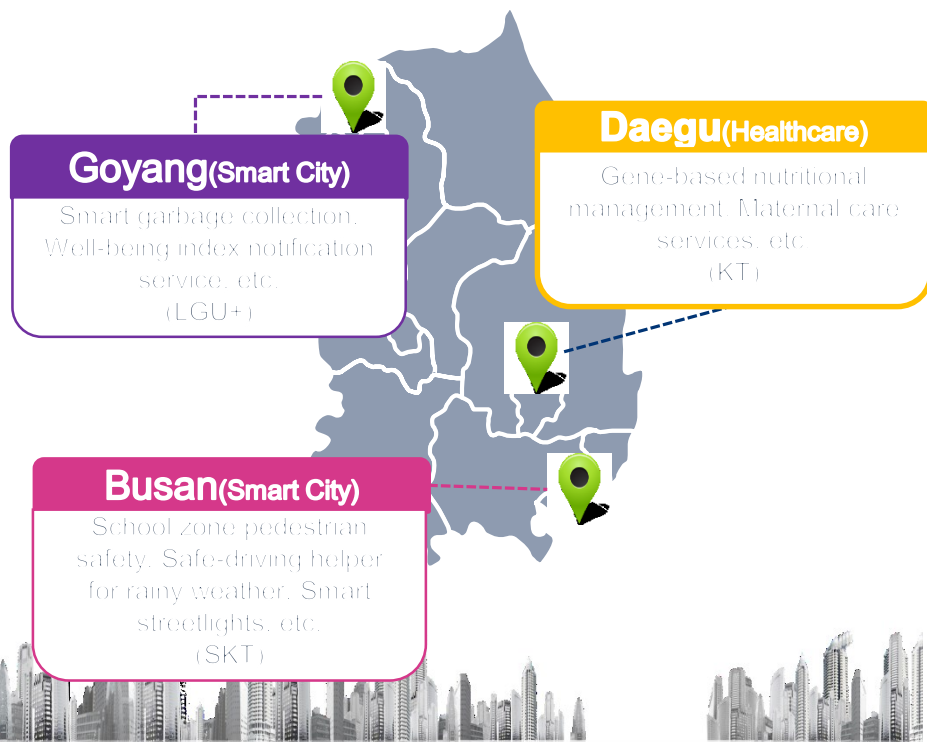 Goyang(Smart City)
Smart garbage collection.
Well-being index notification
service, etc.
(LGU+)
Daegu(Healthcare)
Gene-based nutritional
management. Maternal care
services, etc
(KT)
Busan(Smart City)
School zone pedestrian
safety. Safe-driving helper
for rainy weather. Smart
streetlights, etc.
(SKT)